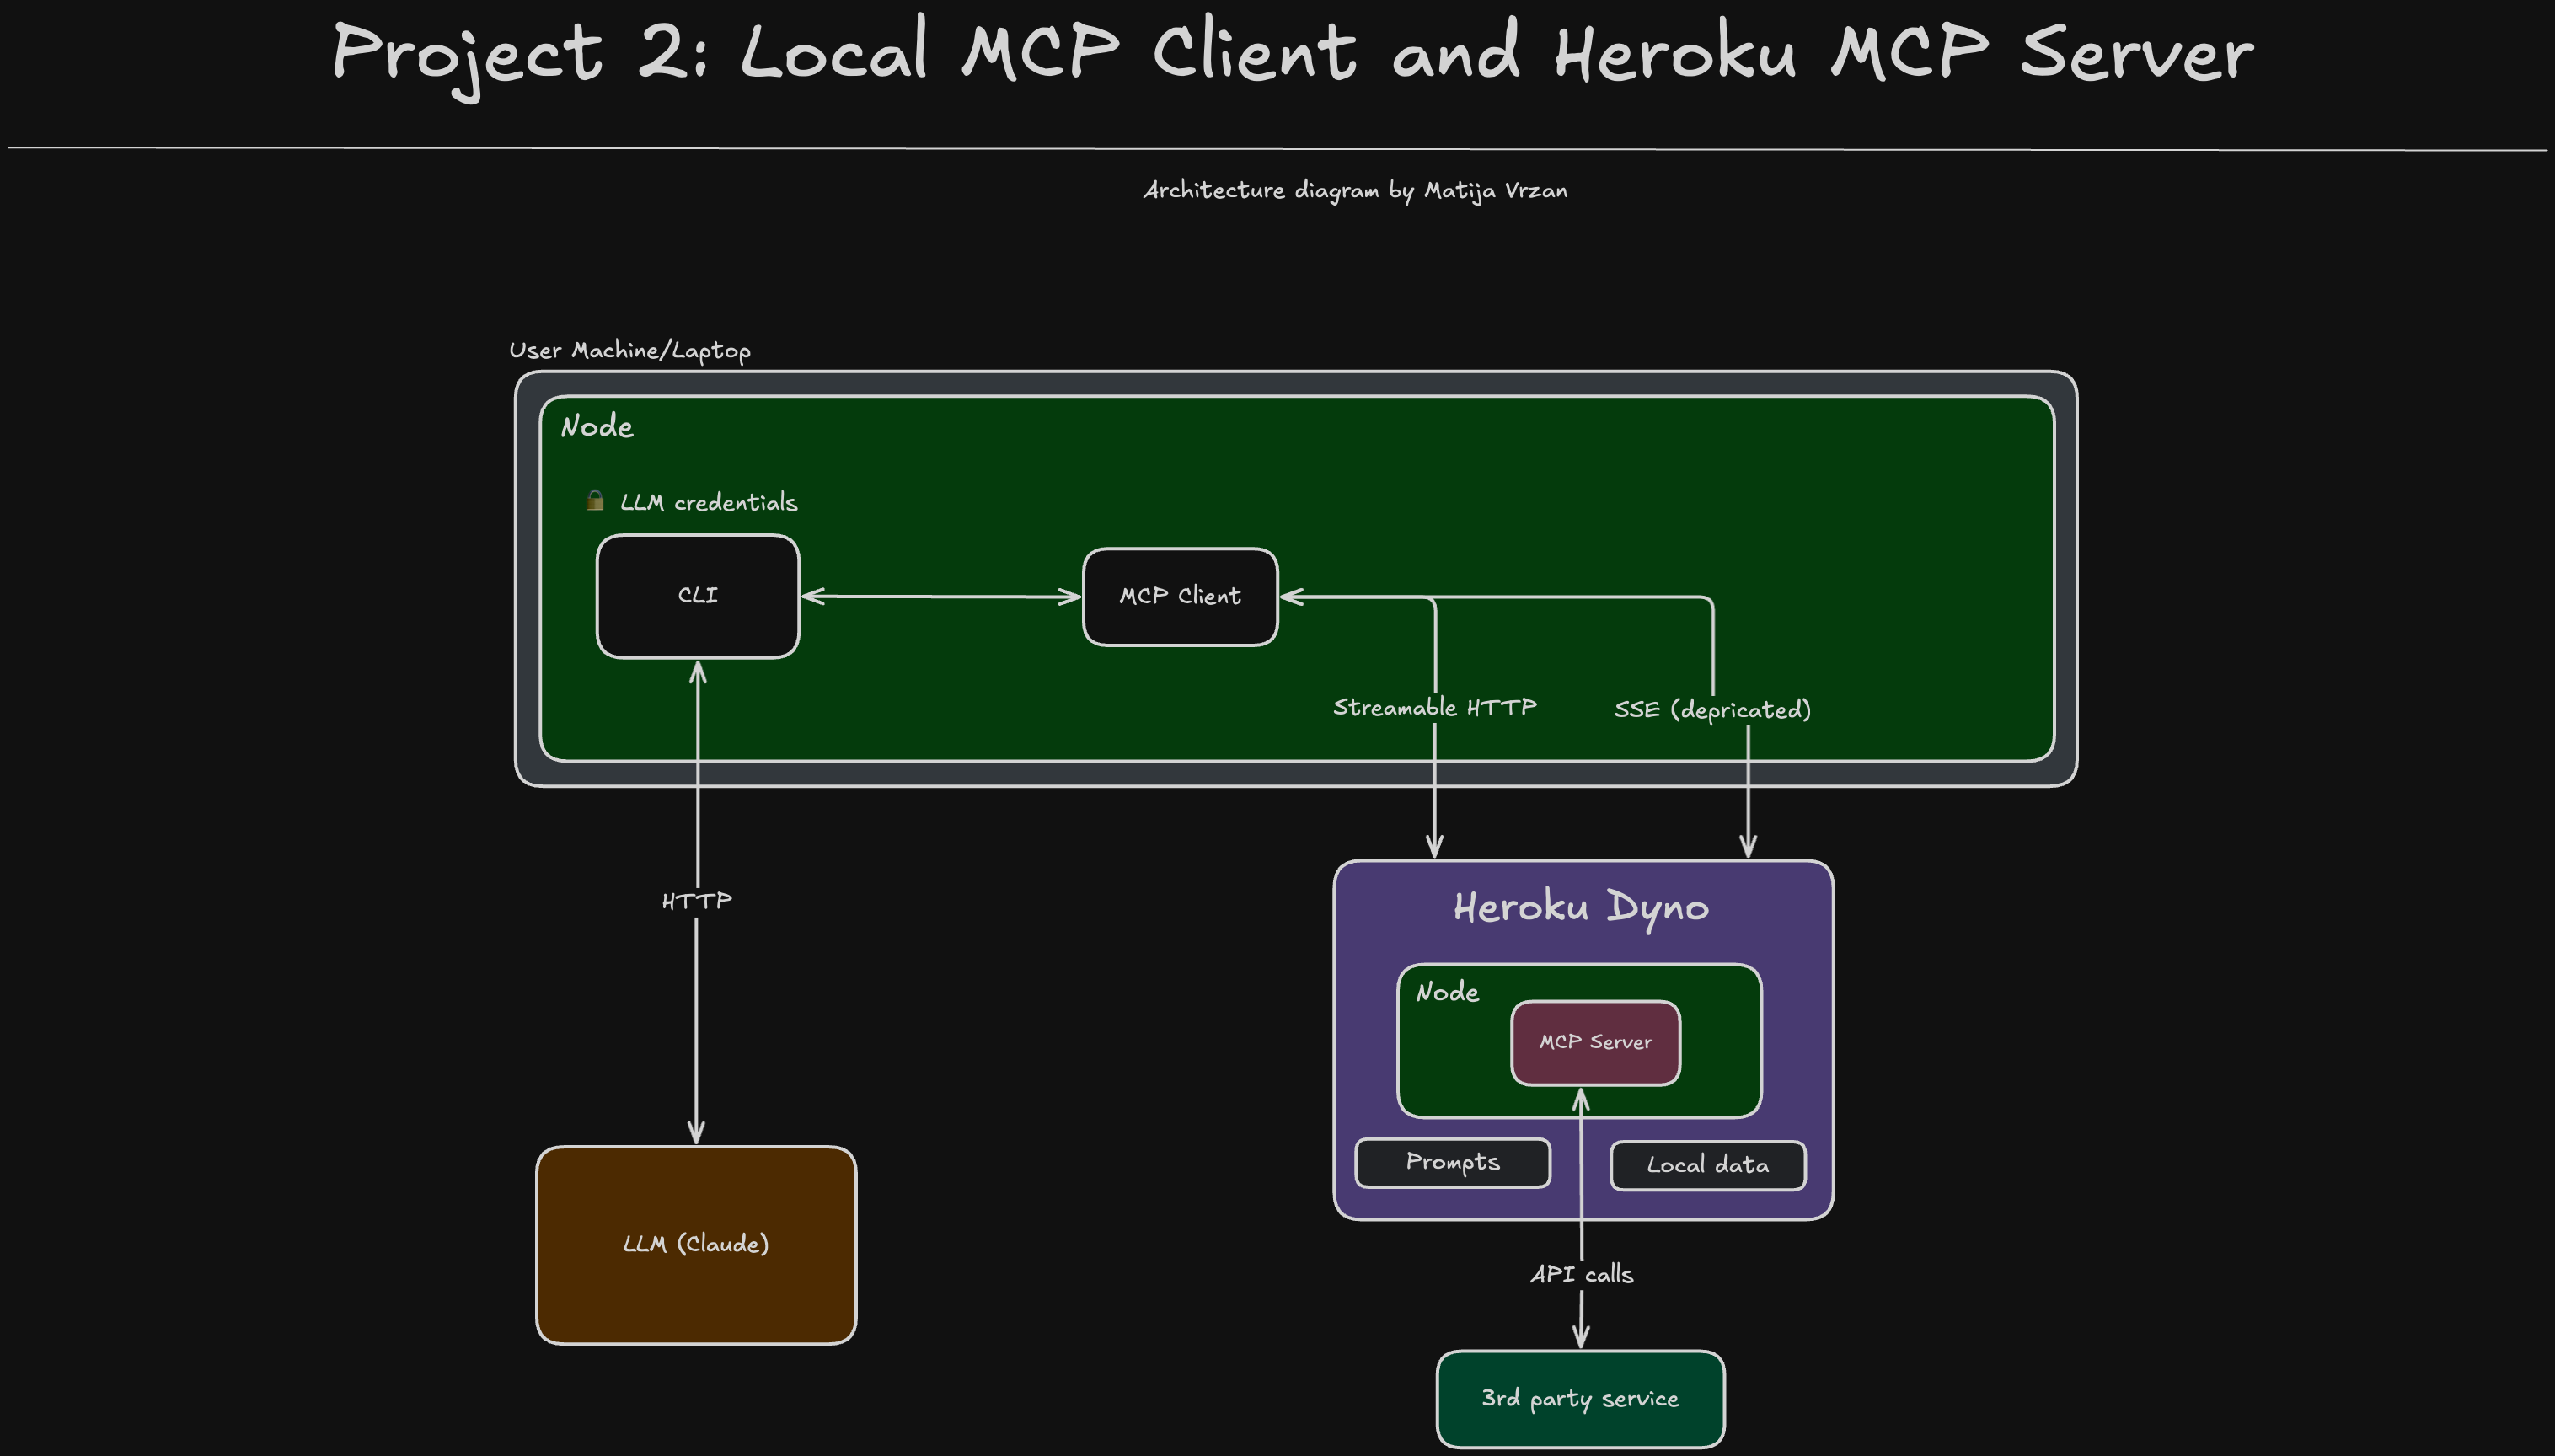 Project 2: Local MCP Client and Heroku MCP Server
Architecture diagram by Matija Vrzan
User Machine/Laptop
Node
🔒 LLM credentials
CLI
MCP Client
Streamable HTTP
SSE (depricated)
HTTP
Heroku Dyno
Node
MCP Server
Prompts
Local data
LLM (Claude)
API calls
3rd party service